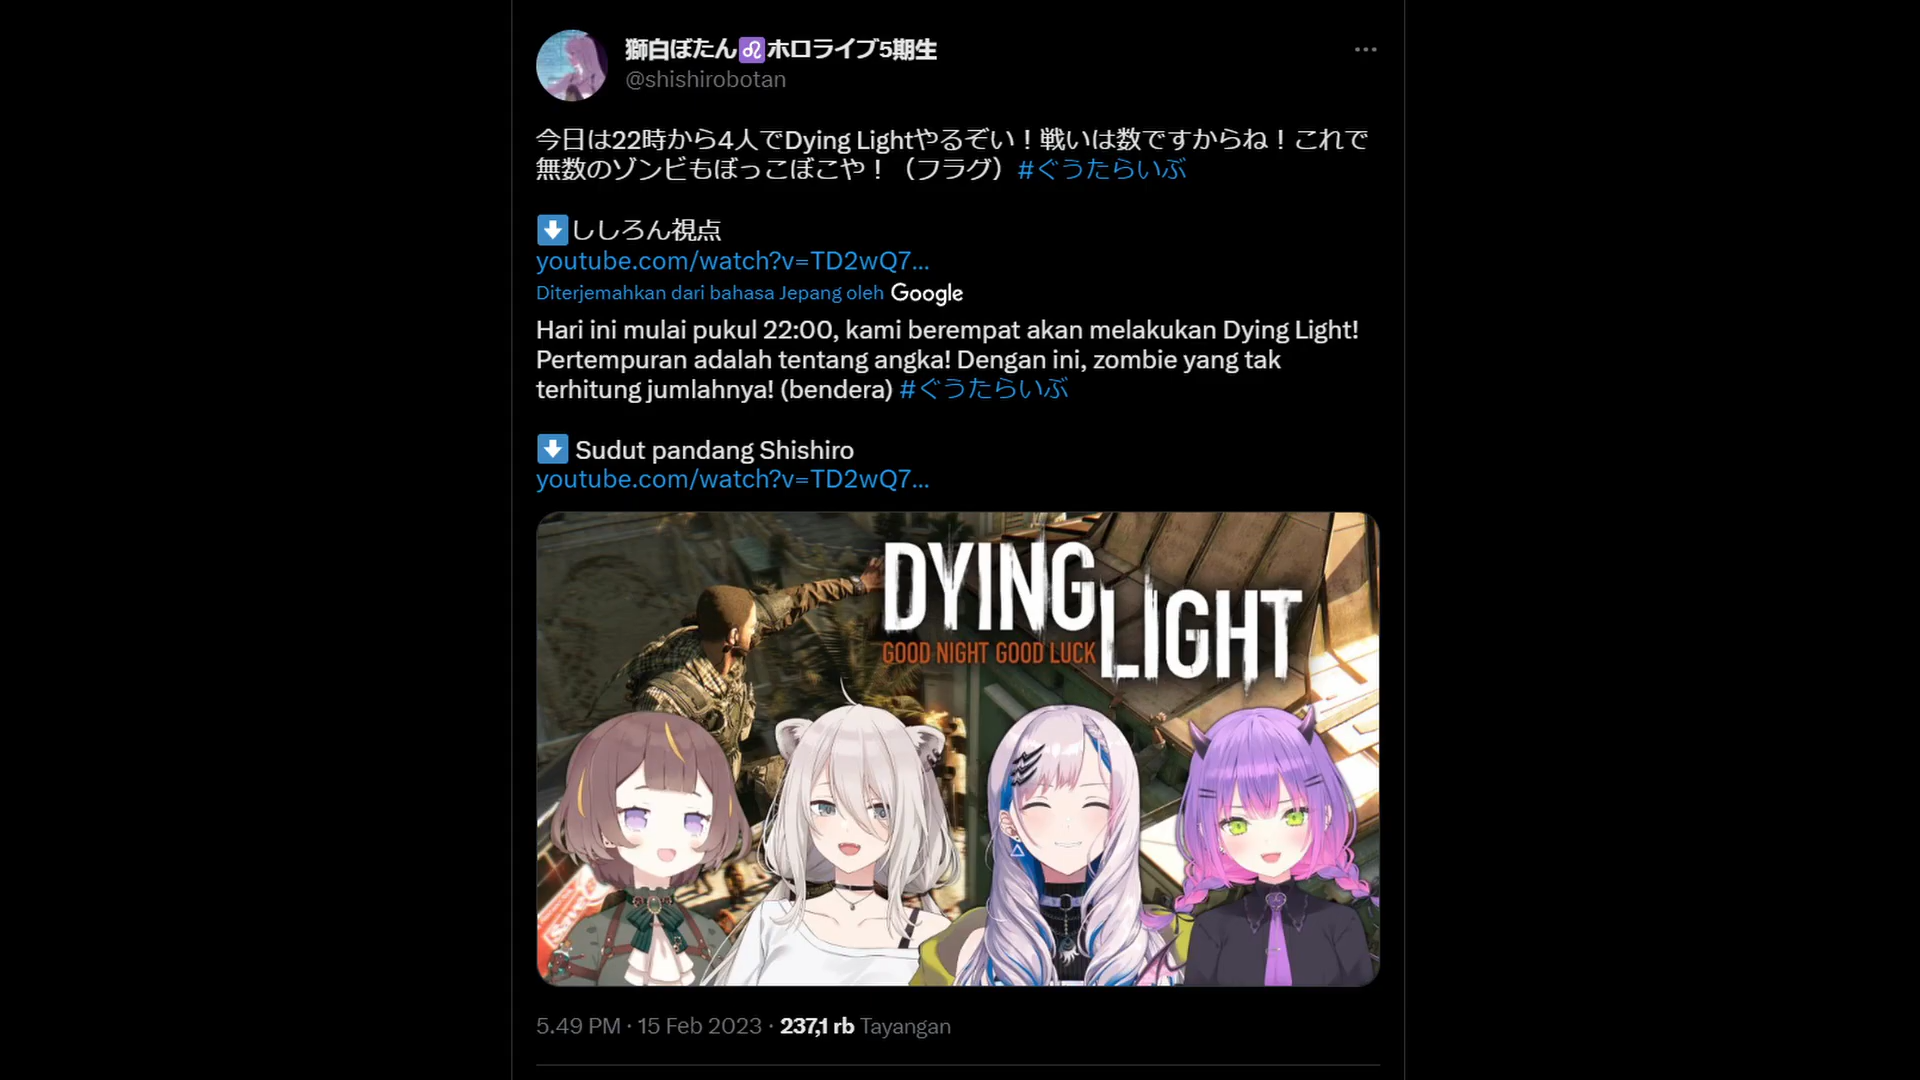 獅白ぼたん♌ホロライブ5期生
@shishirobotan
今日は22時から4人でDying Lightやるぞい！戦いは数ですからね！これで
無数のゾンビもぼっこぼこや！（フラグ）#ぐうたらいぶ
⬇ししろん視点
youtube.com/watch?v=TD2wQ7…
Diterjemahkan dari bahasa Jepang oleh Google
Hari ini mulai pukul 22:00, kami berempat akan melakukan Dying Light!
Pertempuran adalah tentang angka! Dengan ini, zombie yang tak
terhitung jumlahnya! (bendera) #ぐうたらいぶ
⬇ Sudut pandang Shishiro
youtube.com/watch?v=TD2wQ7…
DYING
LIGHT
GOOD NIGHT GOOD LUCK
5.49 PM · 15 Feb 2023 · 237,1 rb Tayangan